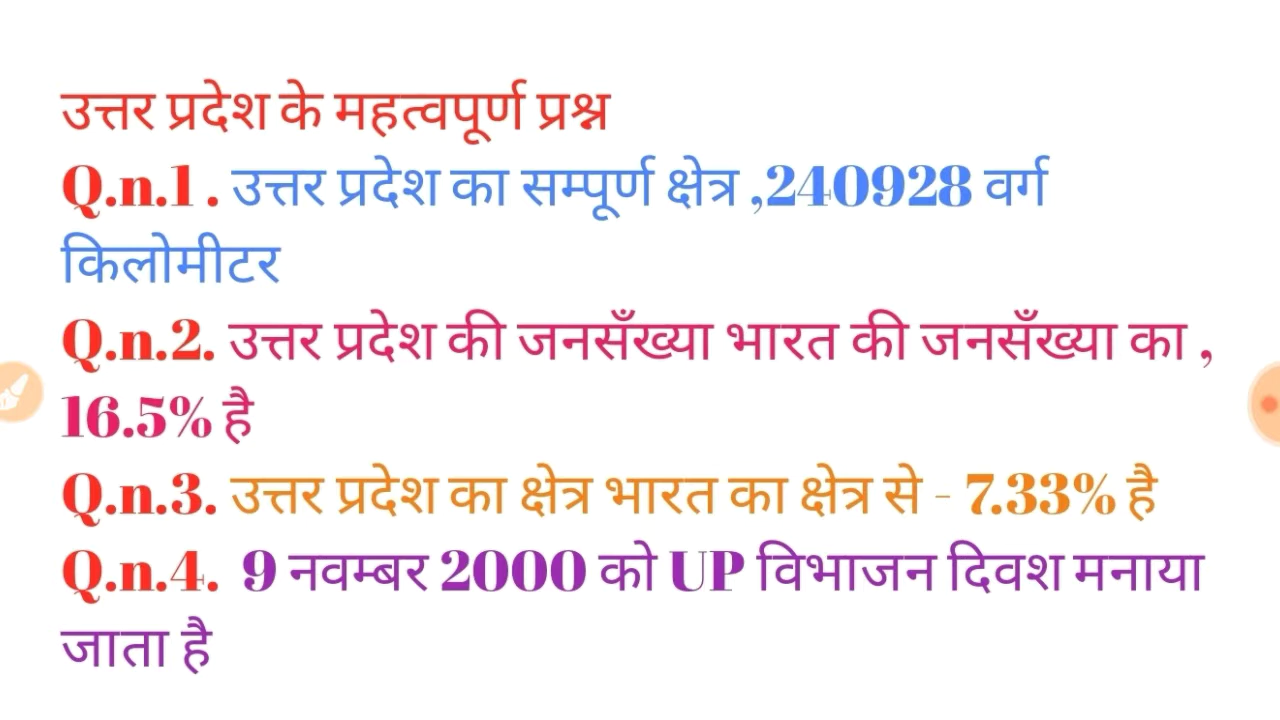 उत्तर प्रदेश के महत्वपूर्ण प्रश्न
Q.n.1 . उत्तर प्रदेश का सम्पूर्ण क्षेत्र ,240928 वर्ग
किलोमीटर
Q.n.2. उत्तर प्रदेश की जनसँख्या भारत की जनसँख्या का ,
16.5% है
Q.n.3. उत्तर प्रदेश का क्षेत्र भारत का क्षेत्र से - 7.33% है
Q.n.4. 9 नवम्बर 2000 को UP विभाजन दिवश मनाया
जाता है